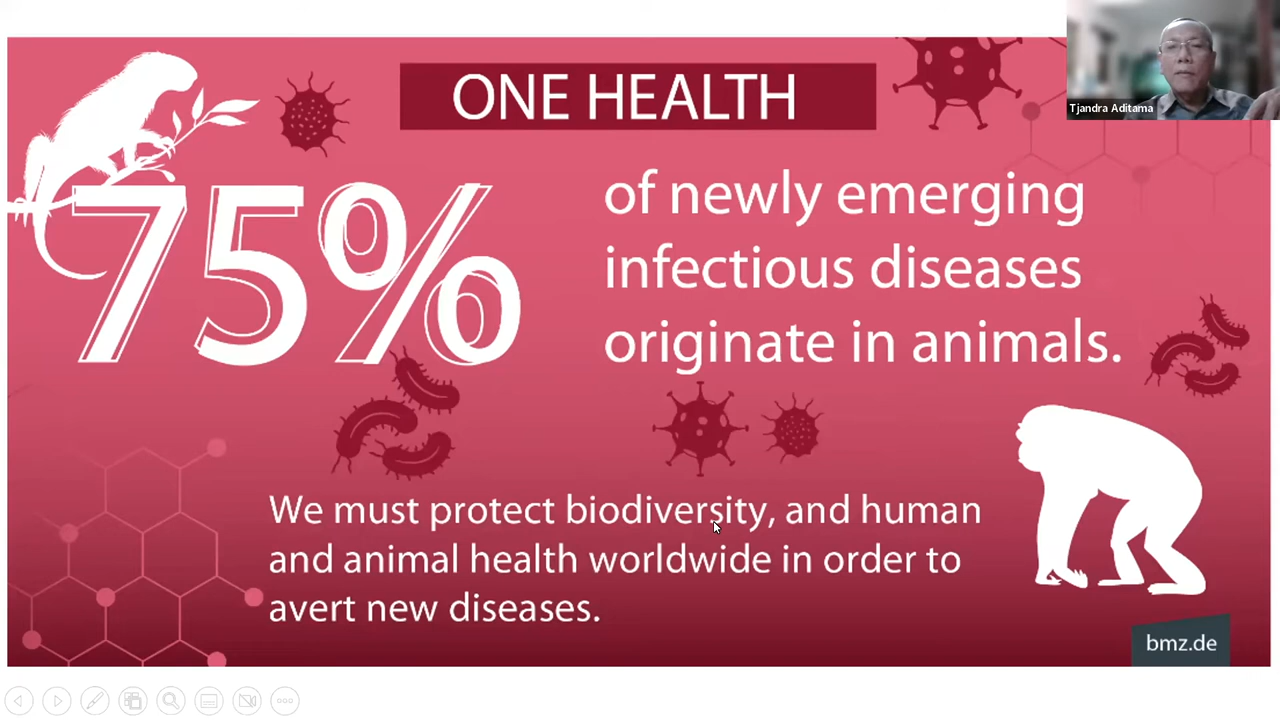 ONE HEALTH
Tjandra Aditama
75%
of newly emerging
infectious diseases
originate in animals.
We must protect biodiversity, and human
and animal health worldwide in order to
avert new diseases.
bmz.de